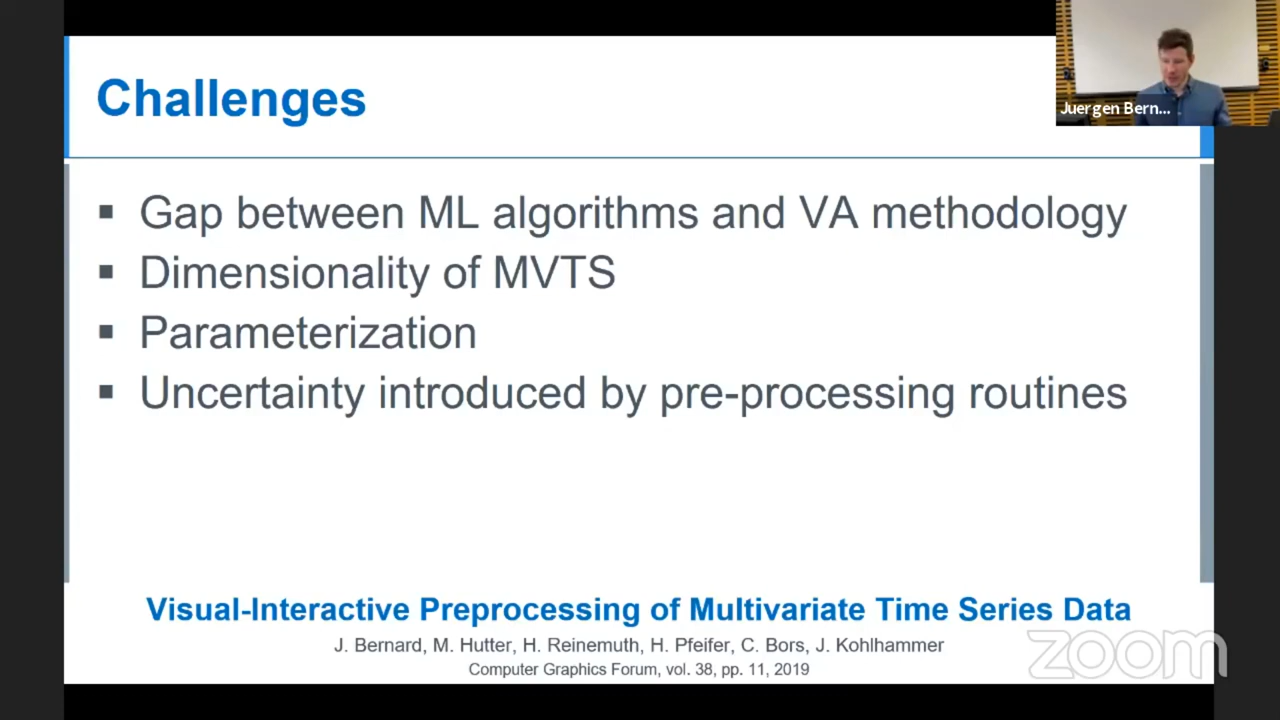 Challenges
Juergen Bern...
▪ Gap between ML algorithms and VA methodology
▪ Dimensionality of MVTS
▪ Parameterization
▪ Uncertainty introduced by pre-processing routines
Visual-Interactive Preprocessing of Multivariate Time Series Data
J. Bernard, M. Hutter, H. Reinemuth, H. Pfeifer, C. Bors, J. Kohlhammer
Computer Graphics Forum, vol. 38, pp. 11, 2019
zoom